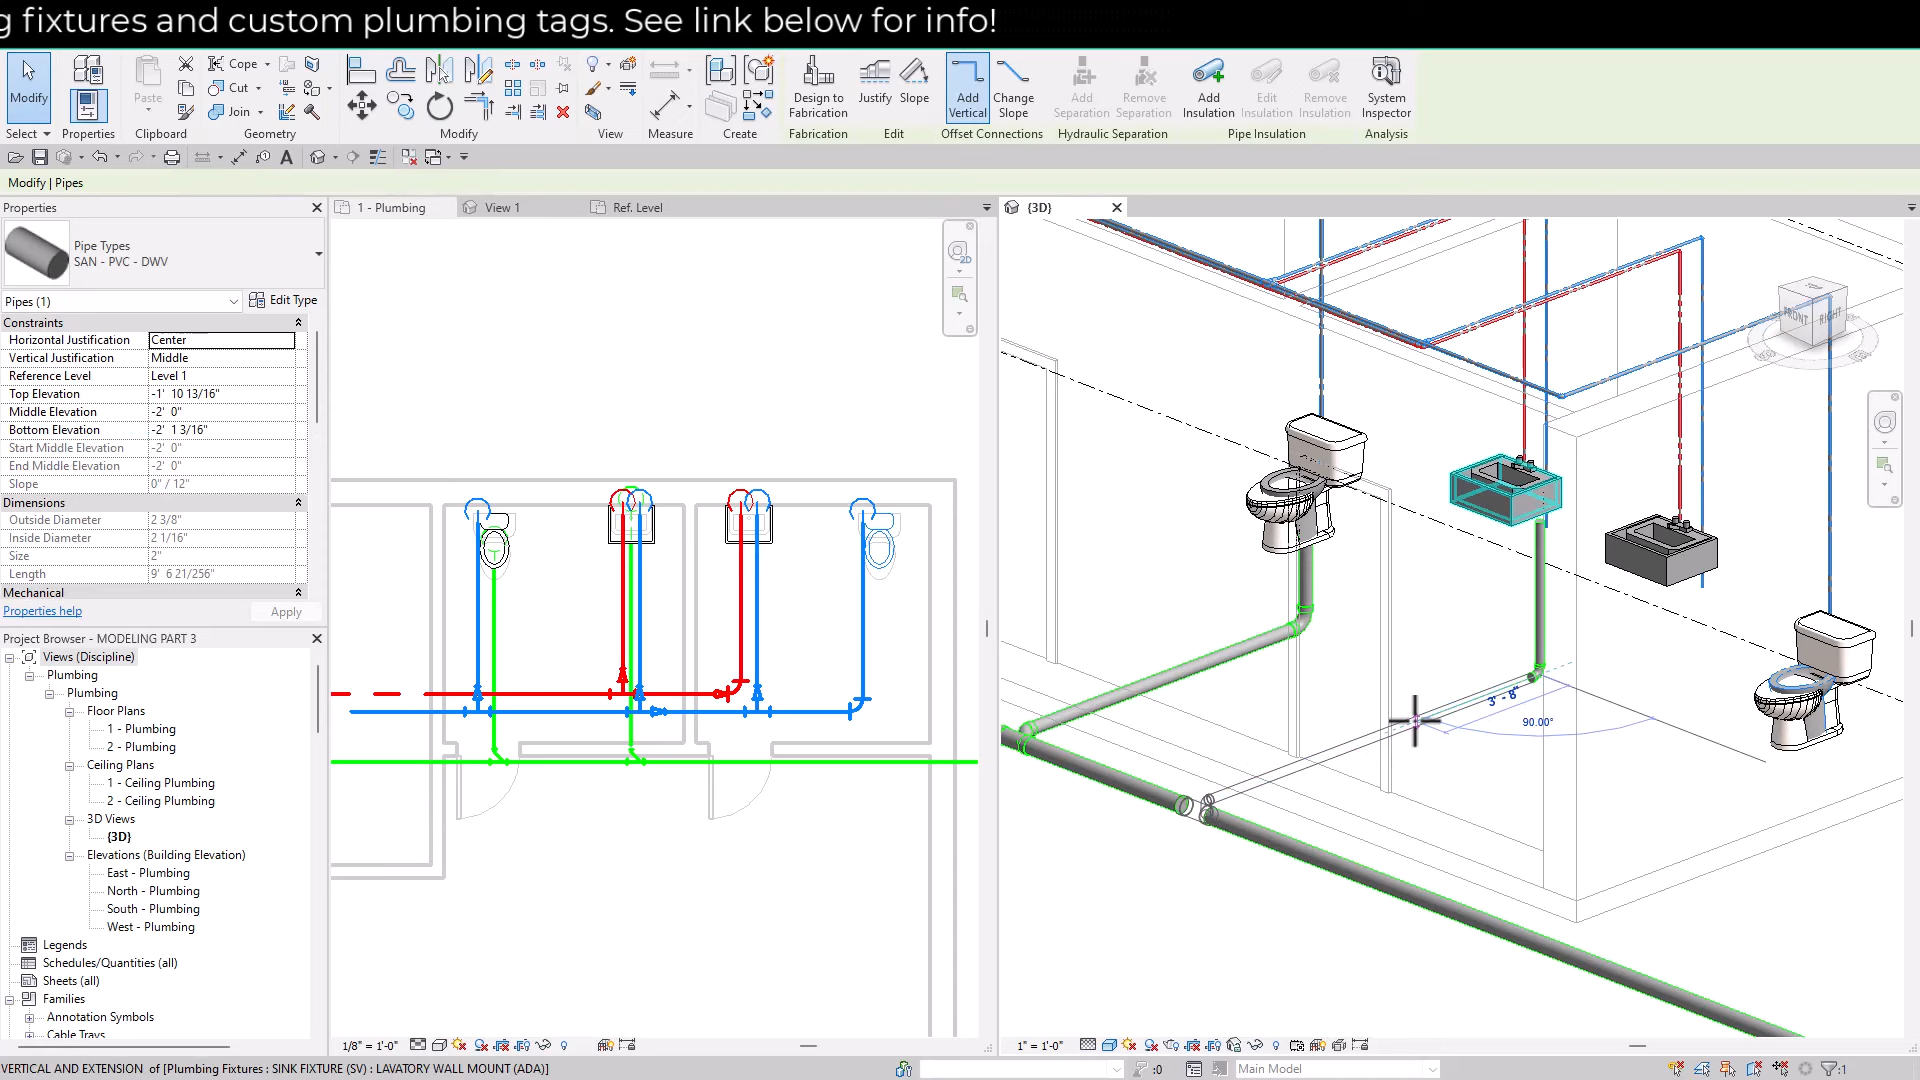 g fixtures and custom plumbing tags. See link below for info!
Modify
Select
Properties
Paste
Clipboard
Cope
Cut
Join
Geometry
Modify
View
Measure
Create
Design to Fabrication
Fabrication
Justify
Slope
Edit
Add Vertical
Change Slope
Offset Connections
Add Separation
Remove Separation
Hydraulic Separation
Add Insulation
Edit Insulation
Remove Insulation
Pipe Insulation
System Inspector
Analysis
Modify | Pipes
Properties
Pipe Types
SAN - PVC - DWV
Pipes (1)
Edit Type
Constraints
Horizontal Justification Center
Vertical Justification Middle
Reference Level Level 1
Top Elevation -1' 10 13/16"
Middle Elevation -2' 0"
Bottom Elevation -2' 1 3/16"
Start Middle Elevation -2' 0"
End Middle Elevation -2' 0"
Slope 0" / 12"
Dimensions
Outside Diameter 2 3/8"
Inside Diameter 2 1/16"
Size 2"
Length 9' 6 21/256"
Mechanical
Properties help
Apply
Project Browser - MODELING PART 3
Views (Discipline)
Plumbing
Plumbing
Floor Plans
1 - Plumbing
2 - Plumbing
Ceiling Plans
1 - Ceiling Plumbing
2 - Ceiling Plumbing
3D Views
{3D}
Elevations (Building Elevation)
East - Plumbing
North - Plumbing
South - Plumbing
West - Plumbing
Legends
Schedules/Quantities (all)
Sheets (all)
Families
Annotation Symbols
Cable Trays
1 - Plumbing
View 1
Ref. Level
2D
1/8" = 1'-0"
{3D}
FRONT
RIGHT
3' - 8"
90.00°
1" = 1'-0"
VERTICAL AND EXTENSION of [Plumbing Fixtures : SINK FIXTURE (SV) : LAVATORY WALL MOUNT (ADA)]
:0
Main Model
:1